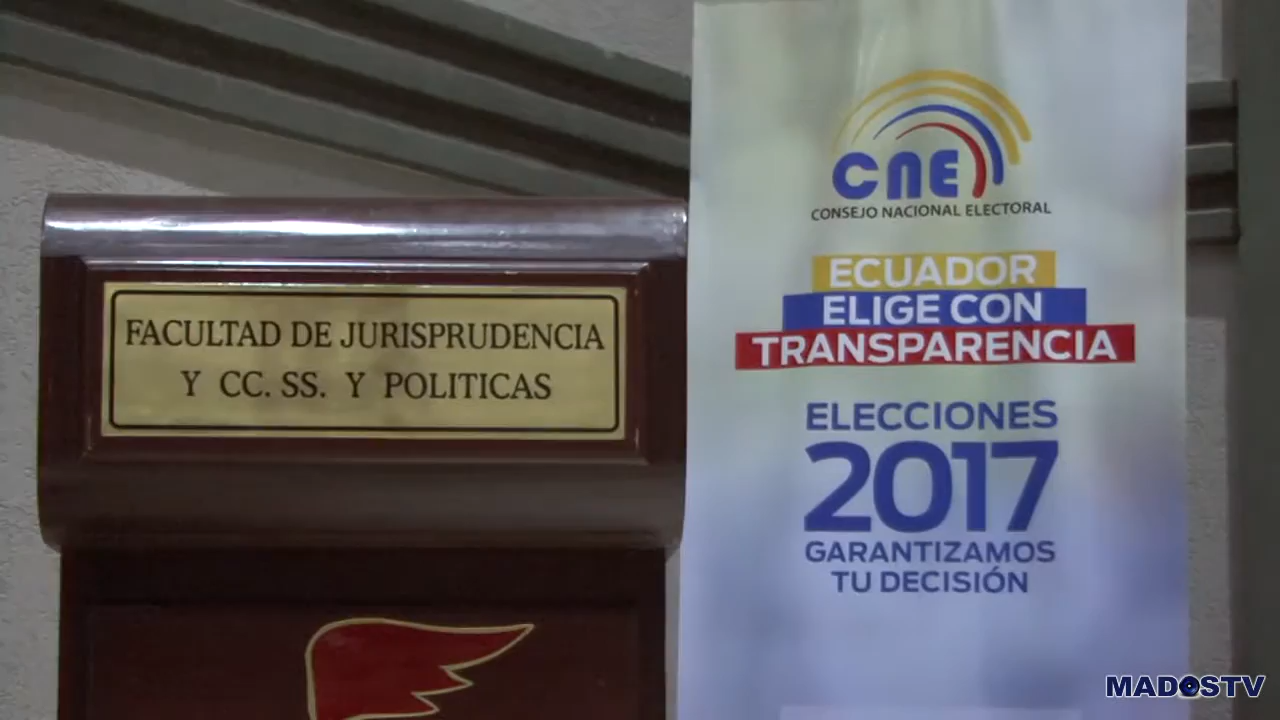 FACULTAD DE JURISPRUDENCIA
Y CC. SS. Y POLITICAS
CNE
CONSEJO NACIONAL ELECTORAL
ECUADOR
ELIGE CON
TRANSPARENCIA
ELECCIONES
2017
GARANTIZAMOS
TU DECISIÓN
MADOSTV